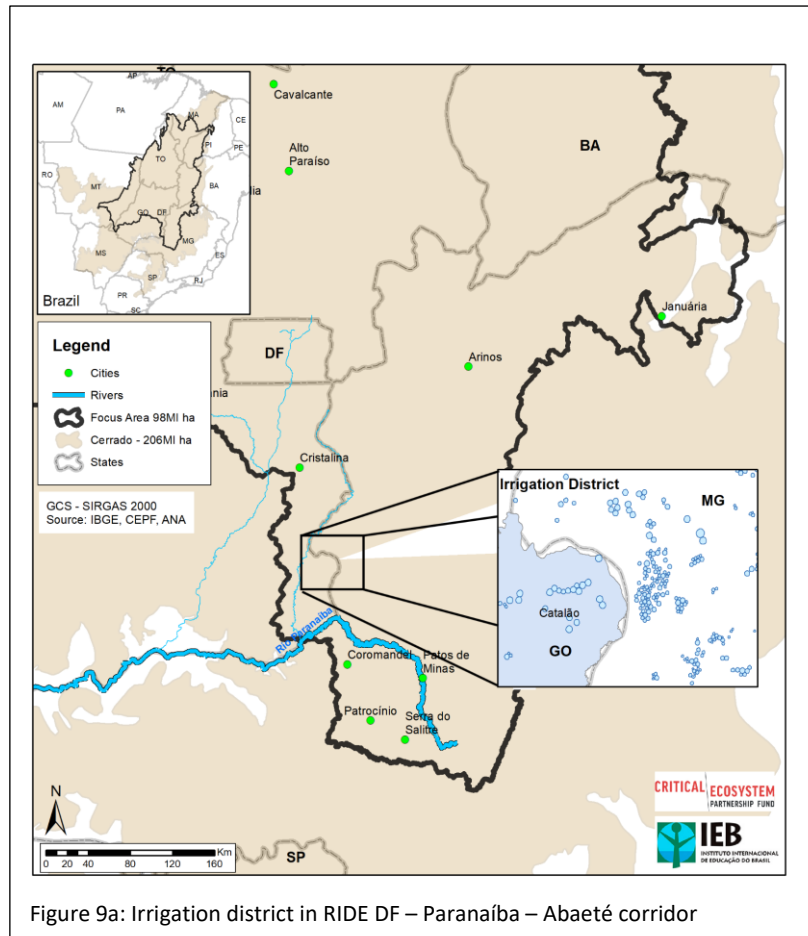 TO
Cavalcante
Alto
Paraíso
BA
AM
PA
AP
MA
CE
PI
PE
TO
RO
MT
BA
GO
DF
MG
MS
ES
SP
RJ
PR
SC
Brazil
Januária
Legend
Cities
Rivers
Focus Area 98MI ha
Cerrado - 206MI ha
States
DF
Arinos
Cristalina
GCS - SIRGAS 2000
Source: IBGE, CEPF, ANA
Irrigation District
MG
Catalão
GO
Rio Paranaíba
Coromandel
Patos de
Minas
Patrocínio
Serra do
Salitre
N
Km
0 20 40 80 120 160
SP
CRITICAL ECOSYSTEM
PARTNERSHIP FUND
IEB
INSTITUTO INTERNACIONAL
DE EDUCAÇÃO DO BRASIL
Figure 9a: Irrigation district in RIDE DF – Paranaíba – Abaeté corridor